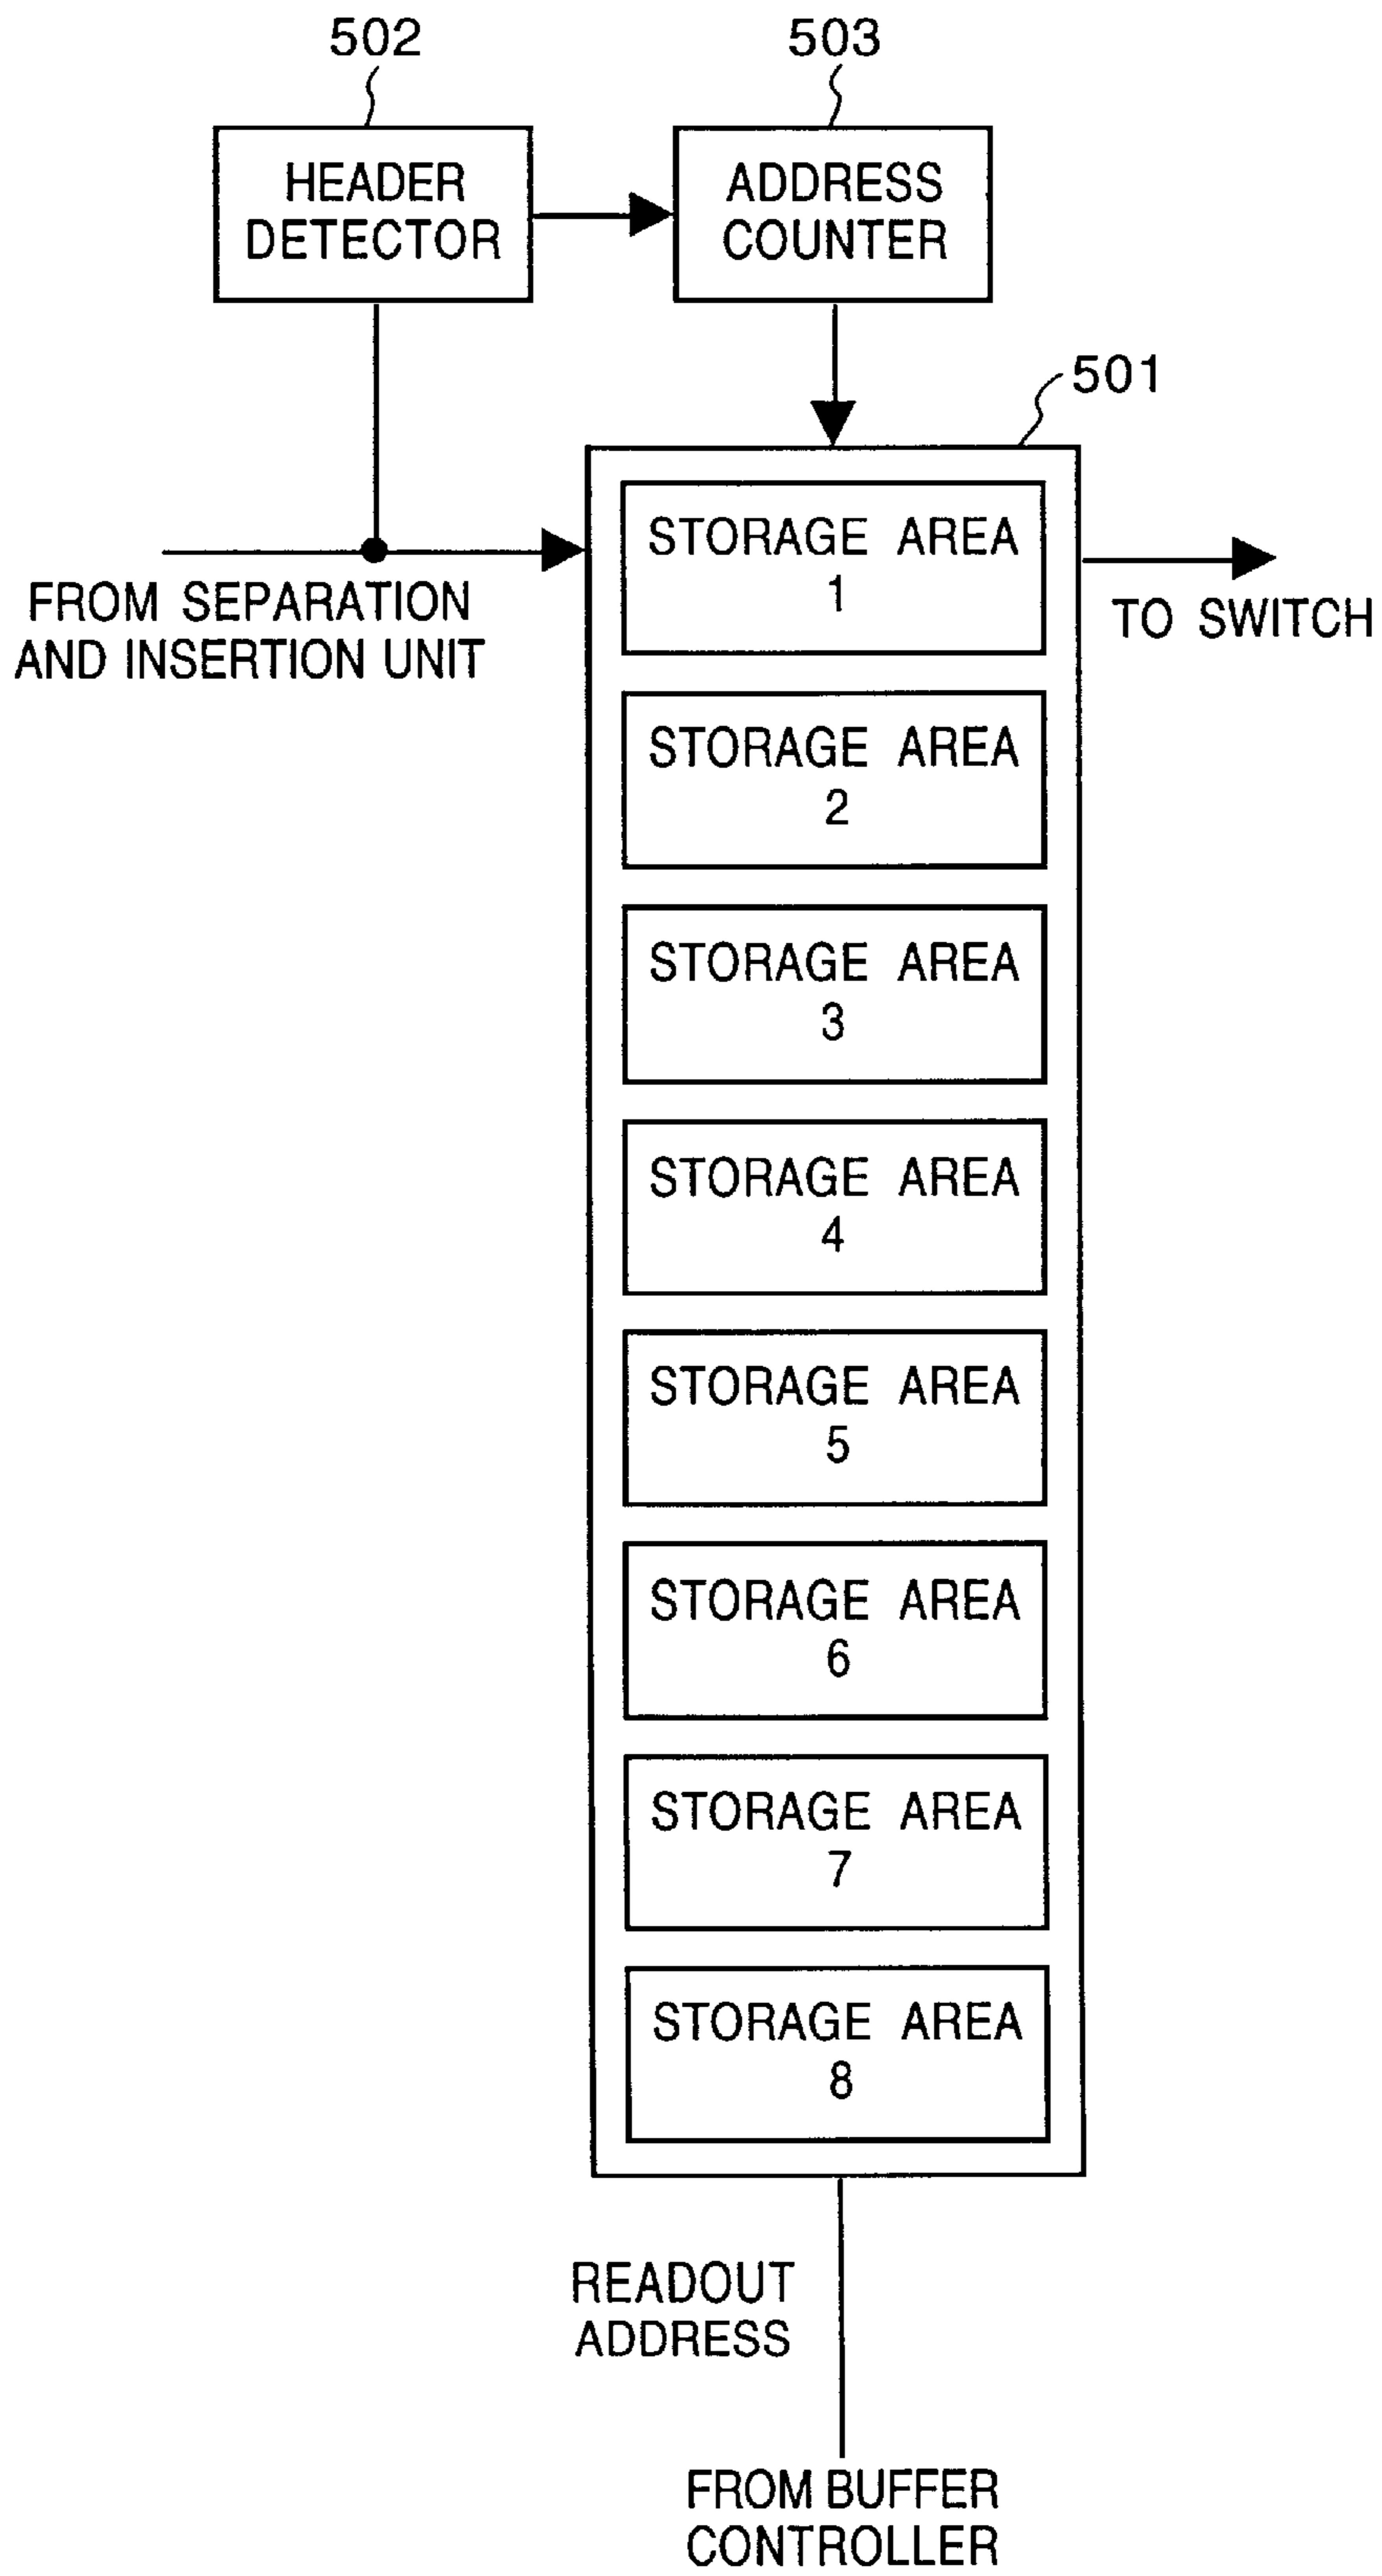 502
503
HEADER
DETECTOR
ADDRESS
COUNTER
501
FROM SEPARATION
AND INSERTION UNIT
TO SWITCH
STORAGE AREA
1
STORAGE AREA
2
STORAGE AREA
3
STORAGE AREA
4
STORAGE AREA
5
STORAGE AREA
6
STORAGE AREA
7
STORAGE AREA
8
READOUT
ADDRESS
FROM BUFFER
CONTROLLER